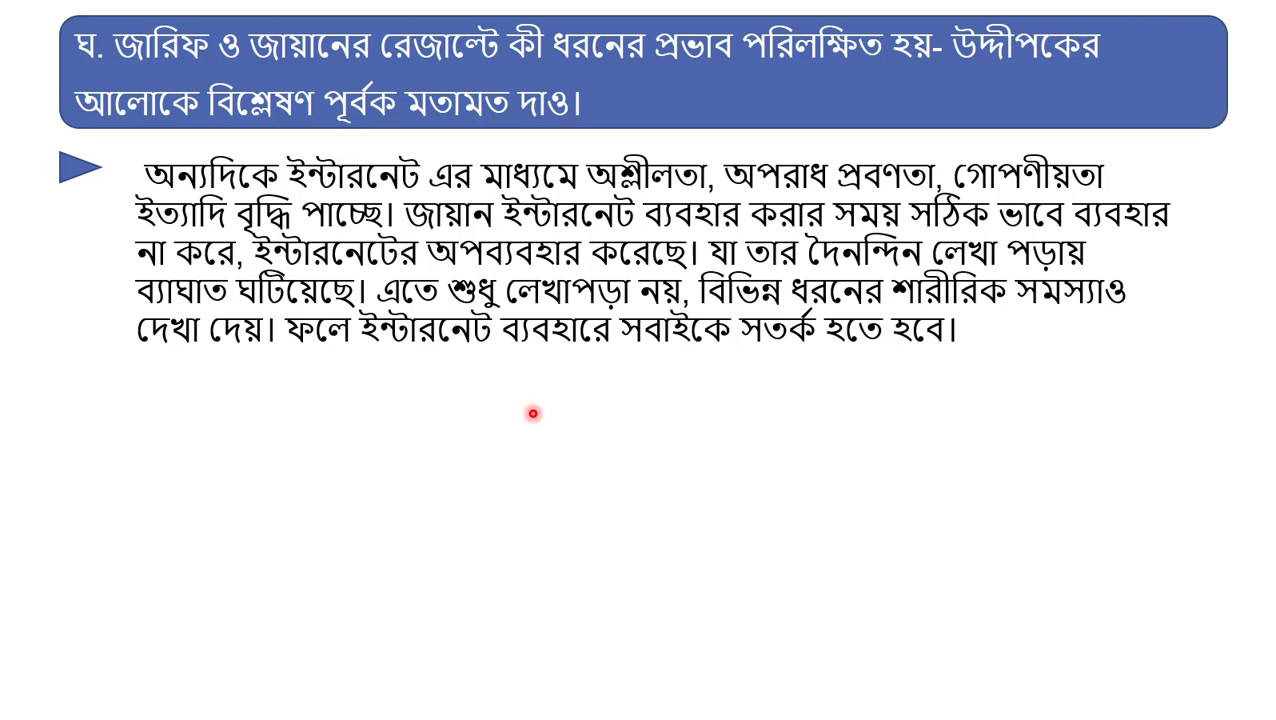 ঘ. জারিফ ও জায়ানের রেজাল্টে কী ধরনের প্রভাব পরিলক্ষিত হয়- উদ্দীপকের
আলোকে বিশ্লেষণ পূর্বক মতামত দাও।
অন্যদিকে ইন্টারনেট এর মাধ্যমে অশ্লীলতা, অপরাধ প্রবণতা, গোপণীয়তা
ইত্যাদি বৃদ্ধি পাচ্ছে। জায়ান ইন্টারনেট ব্যবহার করার সময় সঠিক ভাবে ব্যবহার
না করে, ইন্টারনেটের অপব্যবহার করেছে। যা তার দৈনন্দিন লেখা পড়ায়
ব্যাঘাত ঘটিয়েছে। এতে শুধু লেখাপড়া নয়, বিভিন্ন ধরনের শারীরিক সমস্যাও
দেখা দেয়। ফলে ইন্টারনেট ব্যবহারে সবাইকে সতর্ক হতে হবে।